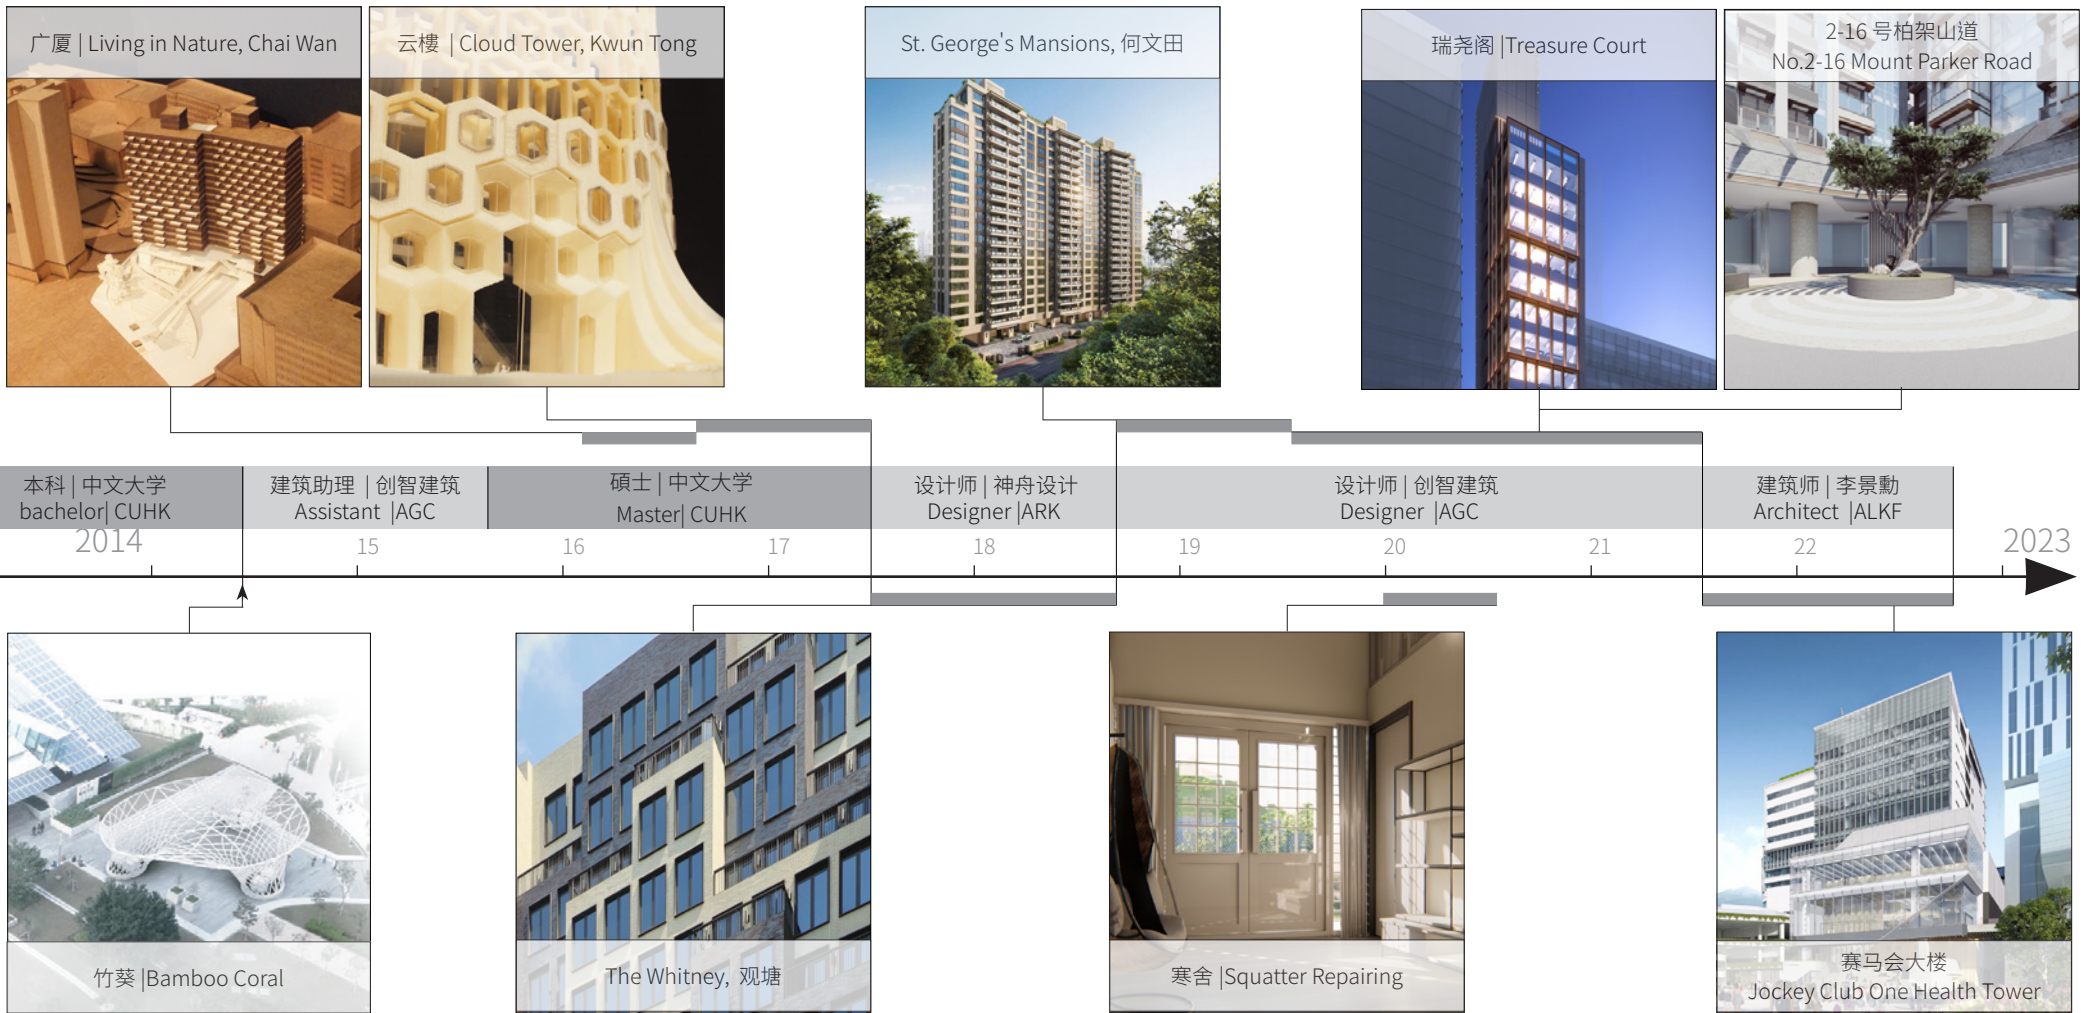 广厦 | Living in Nature, Chai Wan
云樓 | Cloud Tower, Kwun Tong
St. George's Mansions, 何文田
瑞尧阁 |Treasure Court
2-16 号柏架山道
No.2-16 Mount Parker Road
本科 | 中文大学
bachelor| CUHK
建筑助理 | 创智建筑
Assistant |AGC
碩士 | 中文大学
Master| CUHK
设计师 | 神舟设计
Designer |ARK
设计师 | 创智建筑
Designer |AGC
建筑师 | 李景勳
Architect |ALKF
2014
15
16
17
18
19
20
21
22
2023
竹葵 |Bamboo Coral
The Whitney, 观塘
寒舍 |Squatter Repairing
赛马会大楼
Jockey Club One Health Tower